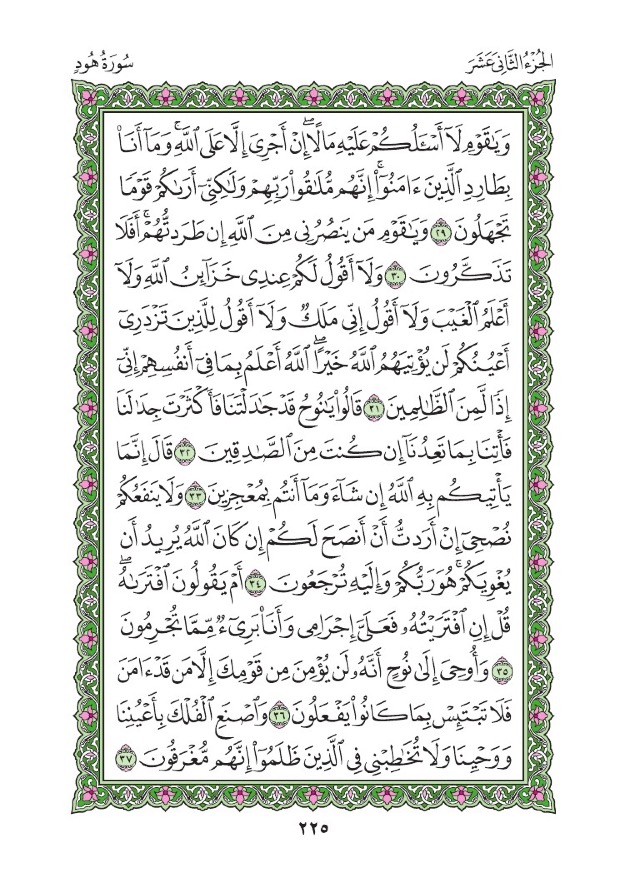 الجُزْءُ الثَّانِي عَشَرَ
سُورَةُ هُودٍ
وَيَٰقَوْمِ لَآ أَسْـَٔلُكُمْ عَلَيْهِ مَالًاۖ إِنْ أَجْرِىَ إِلَّا عَلَى ٱللَّهِۚ وَمَآ أَنَا۠
بِطَارِدِ ٱلَّذِينَ ءَامَنُوٓا۟ۚ إِنَّهُم مُّلَٰقُوا۟ رَبِّهِمْ وَلَٰكِنِّىٓ أَرَىٰكُمْ قَوْمًا
تَجْهَلُونَ ٢٩ وَيَٰقَوْمِ مَن يَنصُرُنِى مِنَ ٱللَّهِ إِن طَرَدتُّهُمْۚ أَفَلَا
تَذَكَّرُونَ ٣٠ وَلَآ أَقُولُ لَكُمْ عِندِى خَزَآئِنُ ٱللَّهِ وَلَآ
أَعْلَمُ ٱلْغَيْبَ وَلَآ أَقُولُ إِنِّى مَلَكٌ وَلَآ أَقُولُ لِلَّذِينَ تَزْدَرِىٓ
أَعْيُنُكُمْ لَن يُؤْتِيَهُمُ ٱللَّهُ خَيْرًاۖ ٱللَّهُ أَعْلَمُ بِمَا فِىٓ أَنفُسِهِمْۖ إِنِّىٓ
إِذًا لَّمِنَ ٱلظَّٰلِمِينَ ٣١ قَالُوا۟ يَٰنُوحُ قَدْ جَٰدَلْتَنَا فَأَكْثَرْتَ جِدَٰلَنَا
فَأْتِنَا بِمَا تَعِدُنَآ إِن كُنتَ مِنَ ٱلصَّٰدِقِينَ ٣٢ قَالَ إِنَّمَا
يَأْتِيكُم بِهِ ٱللَّهُ إِن شَآءَ وَمَآ أَنتُم بِمُعْجِزِينَ ٣٣ وَلَا يَنفَعُكُمْ
نُصْحِىٓ إِنْ أَرَدتُّ أَنْ أَنصَحَ لَكُمْ إِن كَانَ ٱللَّهُ يُرِيدُ أَن
يُغْوِيَكُمْۚ هُوَ رَبُّكُمْ وَإِلَيْهِ تُرْجَعُونَ ٣٤ أَمْ يَقُولُونَ ٱفْتَرَىٰهُۖ
قُلْ إِنِ ٱفْتَرَيْتُهُۥ فَعَلَىَّ إِجْرَامِى وَأَنَا۠ بَرِىٓءٌ مِّمَّا تُجْرِمُونَ
٣٥ وَأُوحِىَ إِلَىٰ نُوحٍ أَنَّهُۥ لَن يُؤْمِنَ مِن قَوْمِكَ إِلَّا مَن قَدْ ءَامَنَ
فَلَا تَبْتَئِسْ بِمَا كَانُوا۟ يَفْعَلُونَ ٣٦ وَٱصْنَعِ ٱلْفُلْكَ بِأَعْيُنِنَا
وَوَحْيِنَا وَلَا تُخَٰطِبْنِى فِى ٱلَّذِينَ ظَلَمُوٓا۟ إِنَّهُم مُّغْرَقُونَ ٣٧
٢٢٥